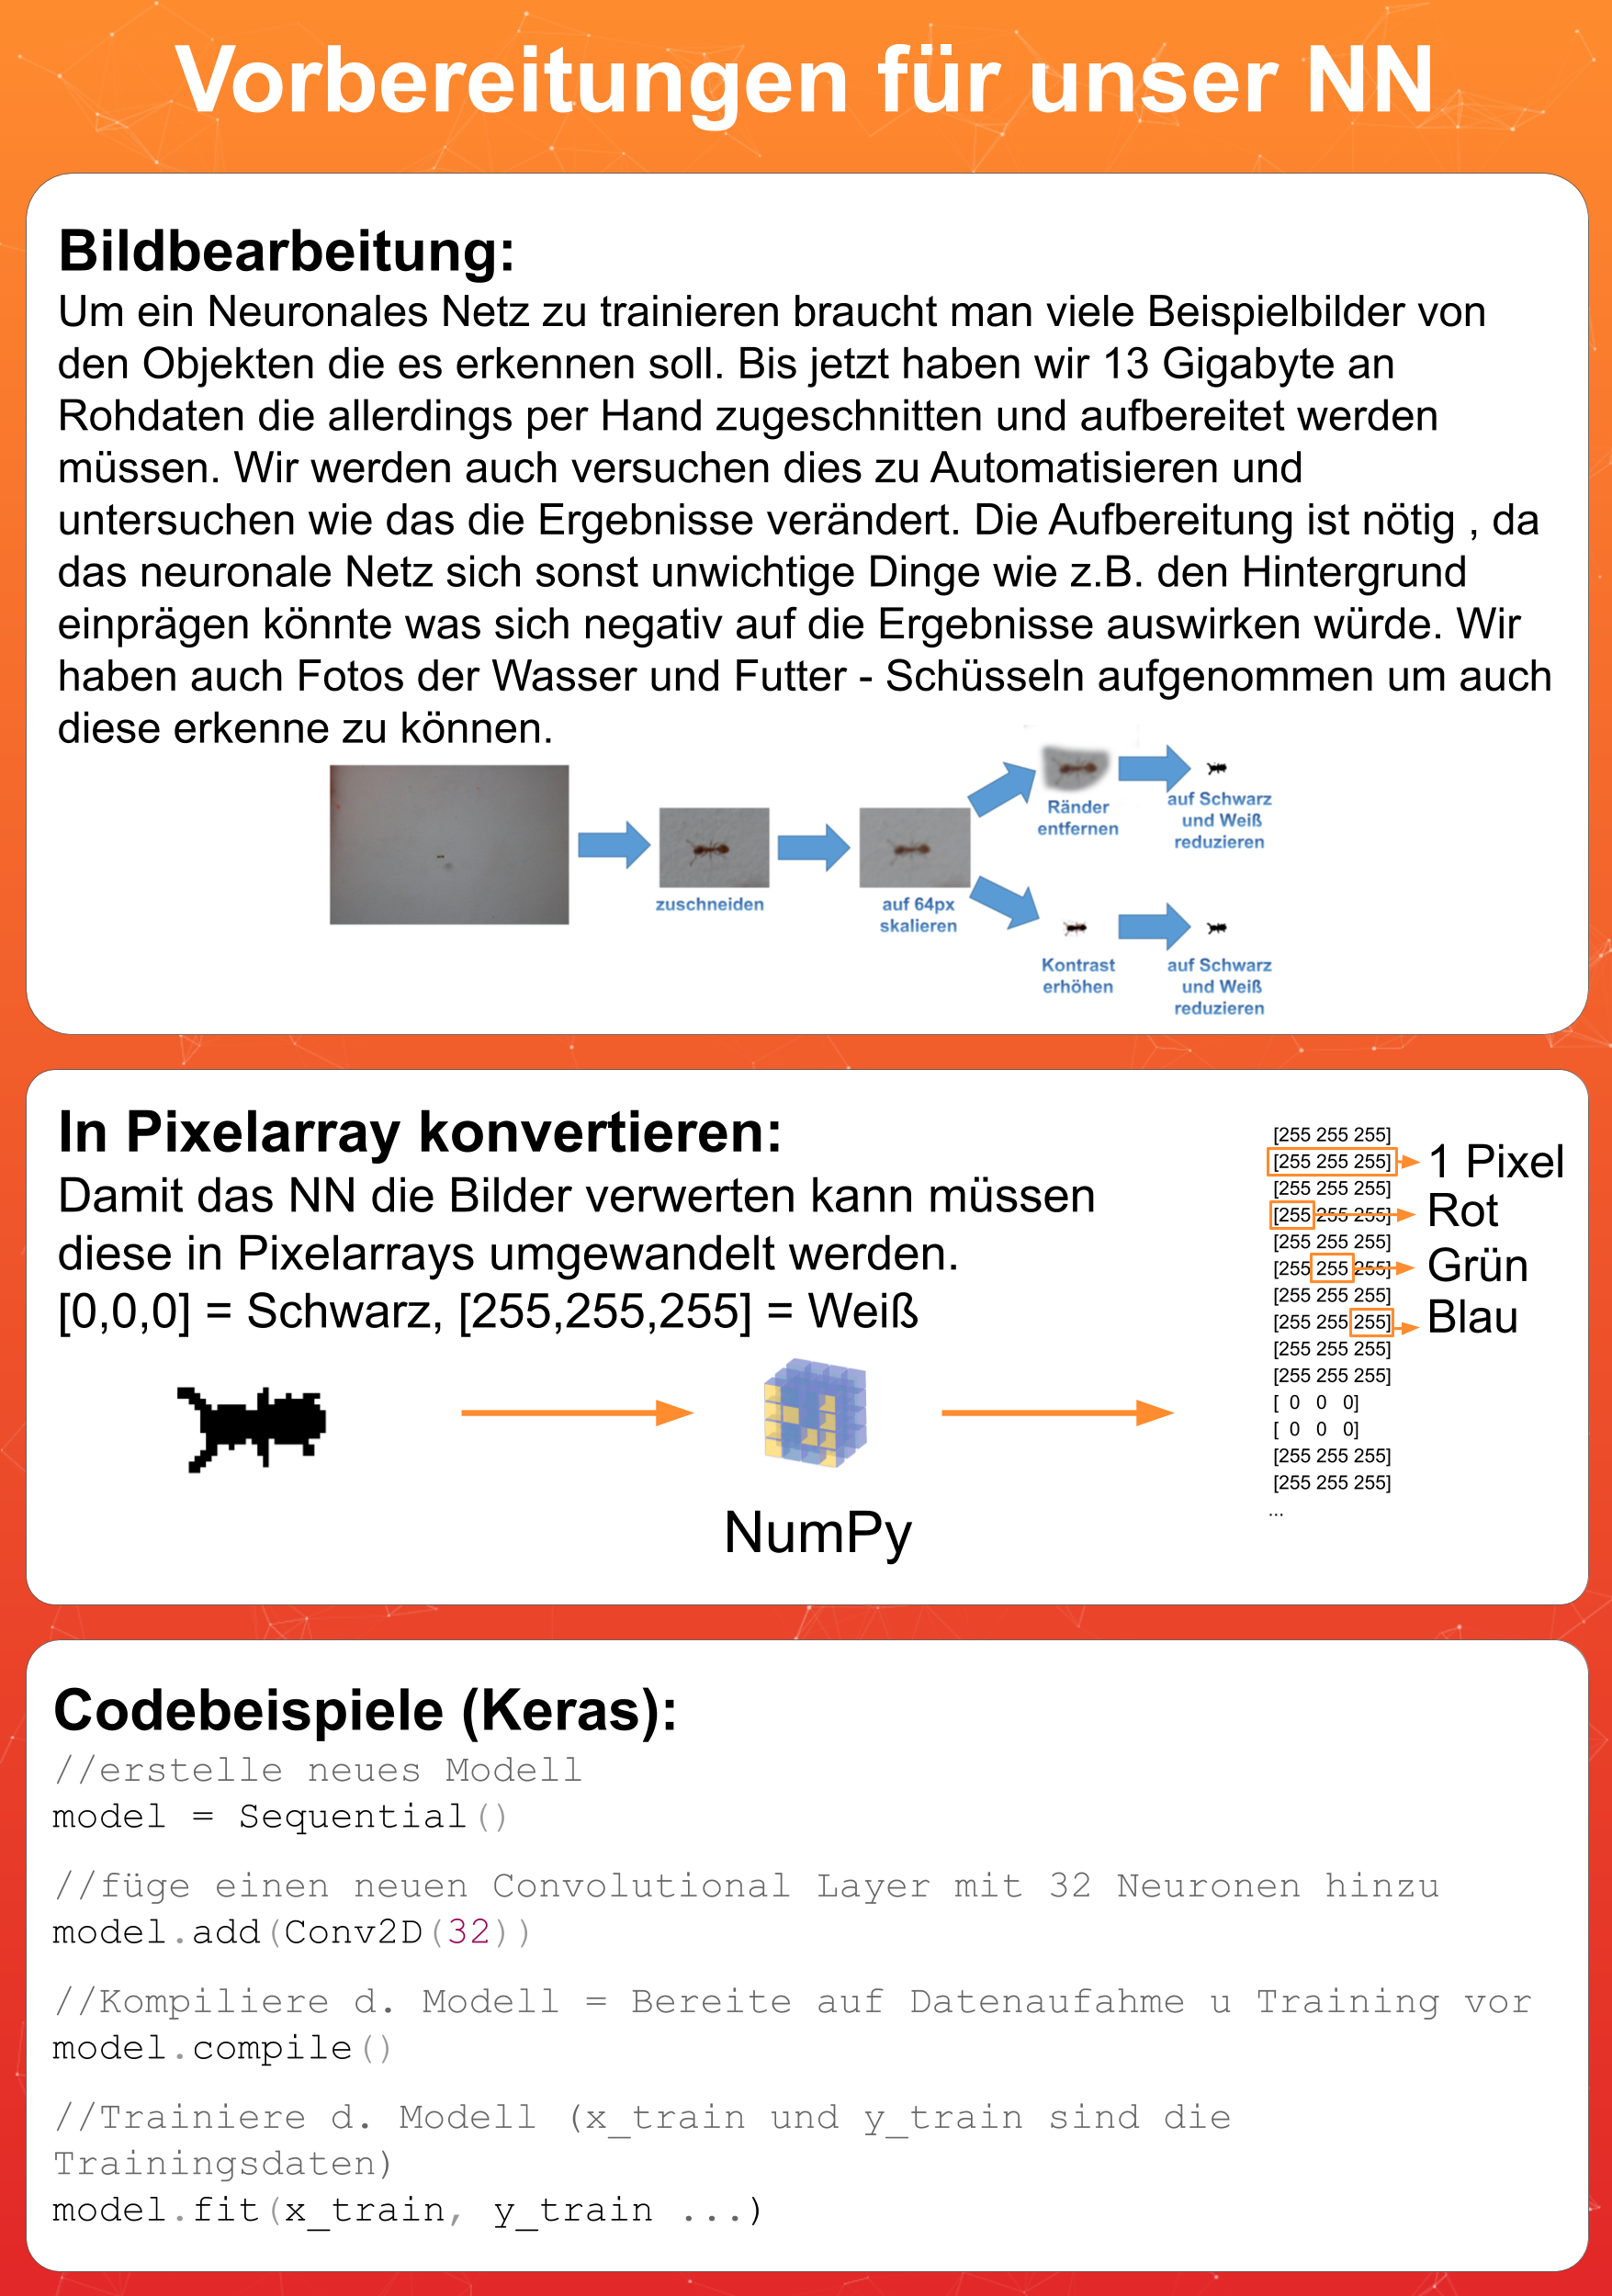 Vorbereitungen für unser NN
Bildbearbeitung:
Um ein Neuronales Netz zu trainieren braucht man viele Beispielbilder von
den Objekten die es erkennen soll. Bis jetzt haben wir 13 Gigabyte an
Rohdaten die allerdings per Hand zugeschnitten und aufbereitet werden
müssen. Wir werden auch versuchen dies zu Automatisieren und
untersuchen wie das die Ergebnisse verändert. Die Aufbereitung ist nötig , da
das neuronale Netz sich sonst unwichtige Dinge wie z.B. den Hintergrund
einprägen könnte was sich negativ auf die Ergebnisse auswirken würde. Wir
haben auch Fotos der Wasser und Futter - Schüsseln aufgenommen um auch
diese erkenne zu können.
zuschneiden
auf 64px
skalieren
Ränder
entfernen
auf Schwarz
und Weiß
reduzieren
Kontrast
erhöhen
auf Schwarz
und Weiß
reduzieren
In Pixelarray konvertieren:
Damit das NN die Bilder verwerten kann müssen
diese in Pixelarrays umgewandelt werden.
[0,0,0] = Schwarz, [255,255,255] = Weiß
NumPy
[255 255 255]
[255 255 255] 1 Pixel
[255 255 255]
[255 255 255] Rot
[255 255 255]
[255 255 255] Grün
[255 255 255]
[255 255 255] Blau
[255 255 255]
[255 255 255]
[ 0 0 0]
[ 0 0 0]
[255 255 255]
[255 255 255]
...
Codebeispiele (Keras):
//erstelle neues Modell
model = Sequential()
//füge einen neuen Convolutional Layer mit 32 Neuronen hinzu
model.add(Conv2D(32))
//Kompiliere d. Modell = Bereite auf Datenaufahme u Training vor
model.compile()
//Trainiere d. Modell (x_train und y_train sind die
Trainingsdaten)
model.fit(x_train, y_train ...)